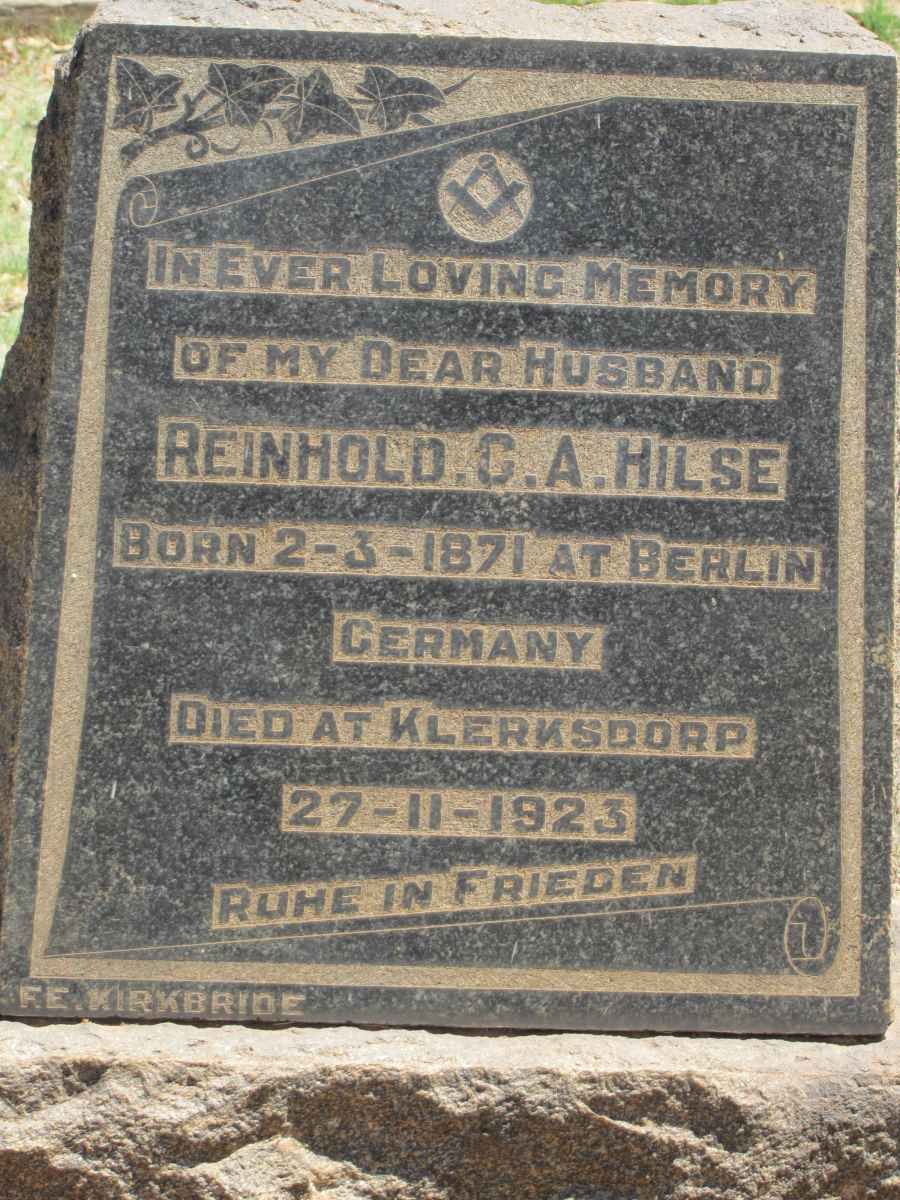 IN EVER LOVING MEMORY
OF MY DEAR HUSBAND
REINHOLD.C.A.HILSE
BORN 2-3-1871 AT BERLIN
GERMANY
DIED AT KLERKSDORP
27-11-1923
RUHE IN FRIEDEN
F.E. KIRKBRIDE